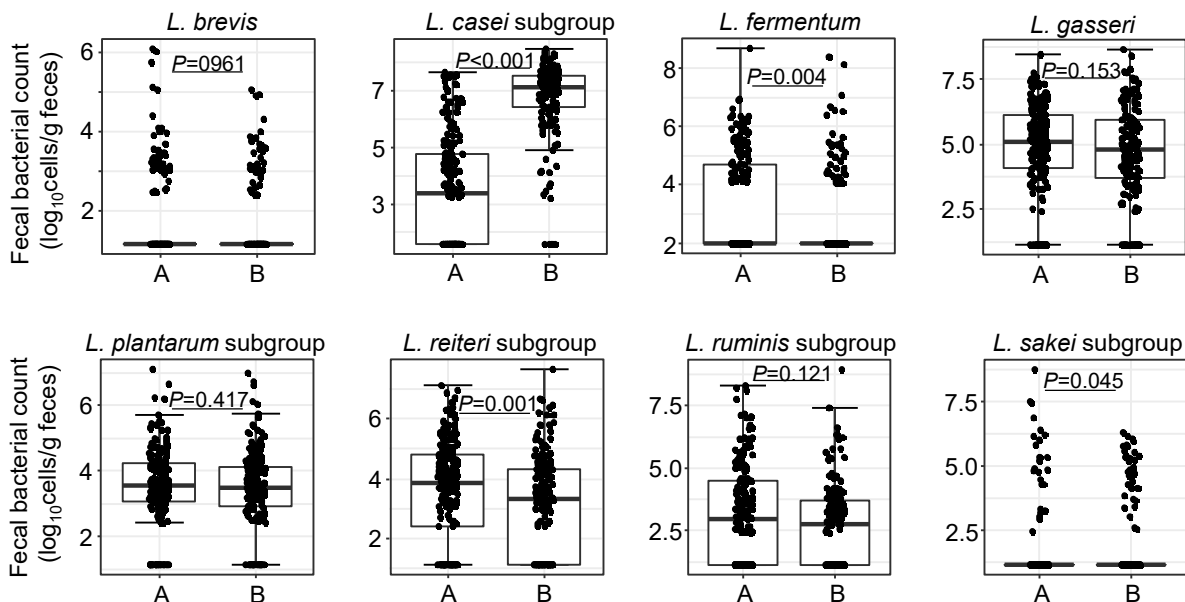 L. brevis
L. casei subgroup
L. fermentum
L. gasseri
Fecal bacterial count
(log₁₀cells/g feces)
6
4
2
P=0961
A
B
7
5
3
P<0.001
A
B
8
6
4
2
P=0.004
A
B
7.5
5.0
2.5
P=0.153
A
B
L. plantarum subgroup
L. reiteri subgroup
L. ruminis subgroup
L. sakei subgroup
Fecal bacterial count
(log₁₀cells/g feces)
6
4
2
P=0.417
A
B
6
4
2
P=0.001
A
B
7.5
5.0
2.5
P=0.121
A
B
7.5
5.0
2.5
P=0.045
A
B